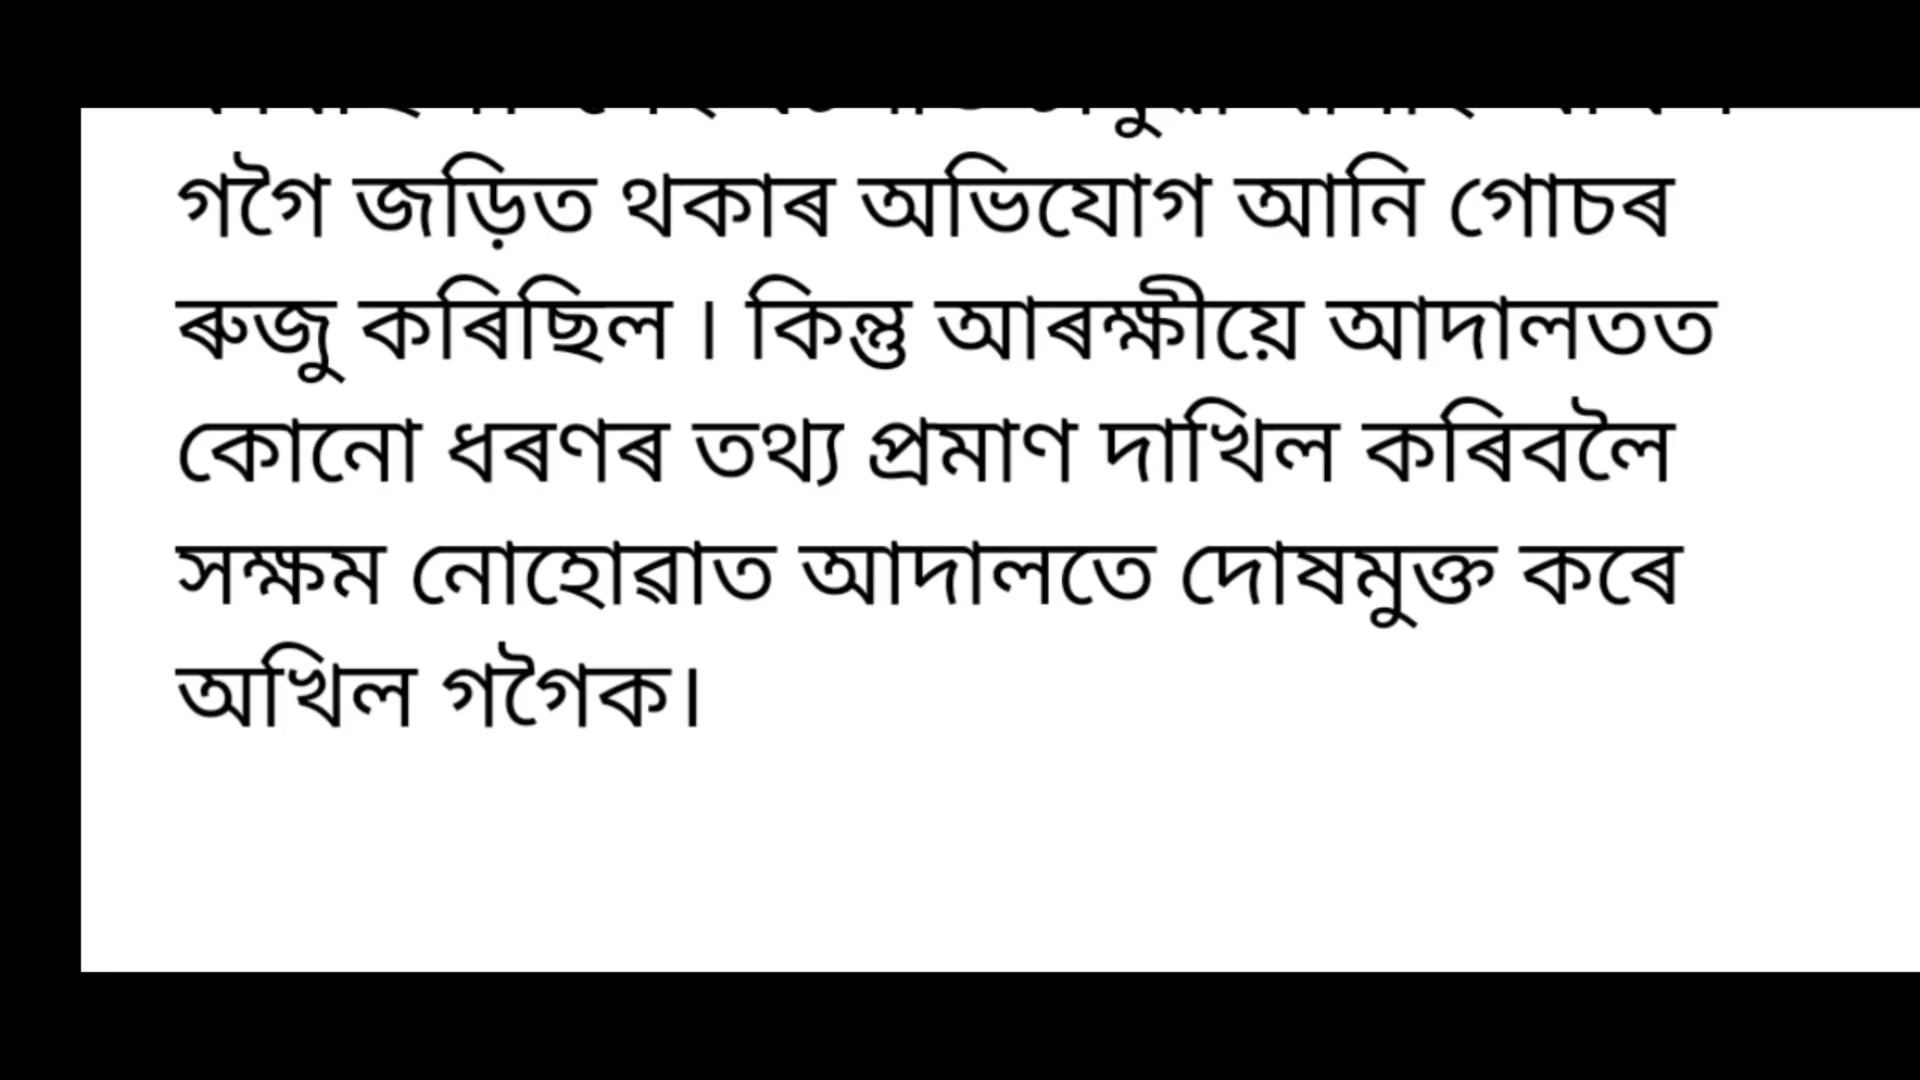 গগৈ জড়িত থকাৰ অভিযোগ আনি গোচৰ
ৰুজু কৰিছিল । কিন্তু আৰক্ষীয়ে আদালতত
কোনো ধৰণৰ তথ্য প্ৰমাণ দাখিল কৰিবলৈ
সক্ষম নোহোৱাত আদালতে দোষমুক্ত কৰে
অখিল গগৈক।